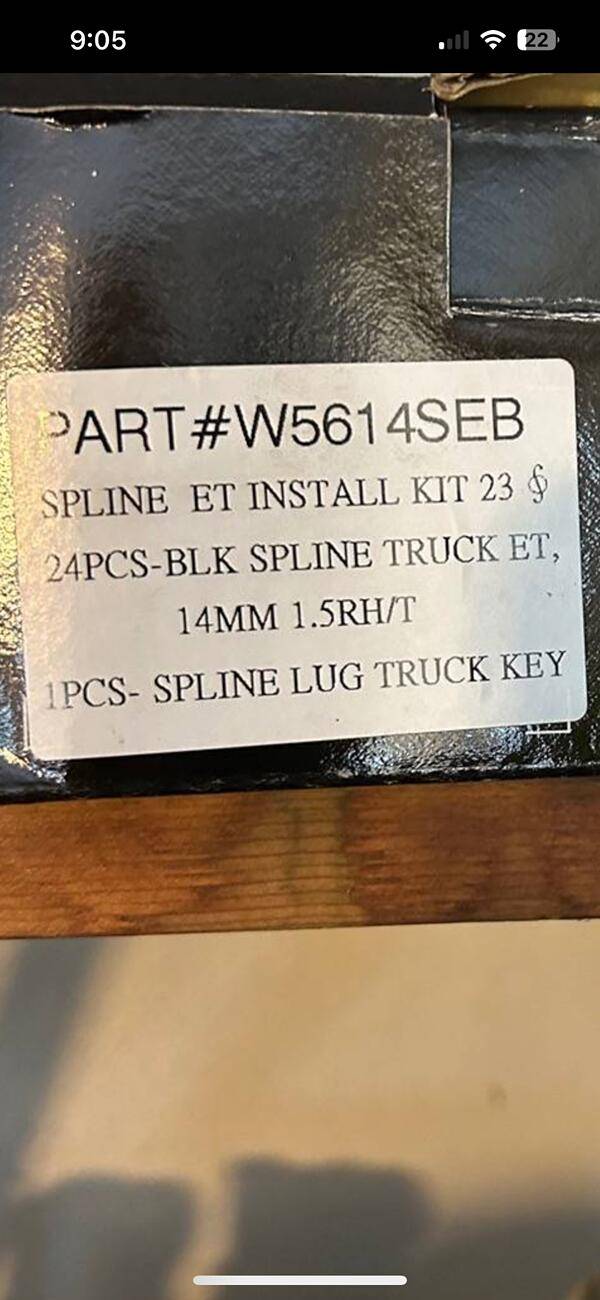 9:05
22
PART#W5614SEB
SPLINE ET INSTALL KIT 23
24PCS-BLK SPLINE TRUCK ET,
14MM 1.5RH/T
1PCS- SPLINE LUG TRUCK KEY